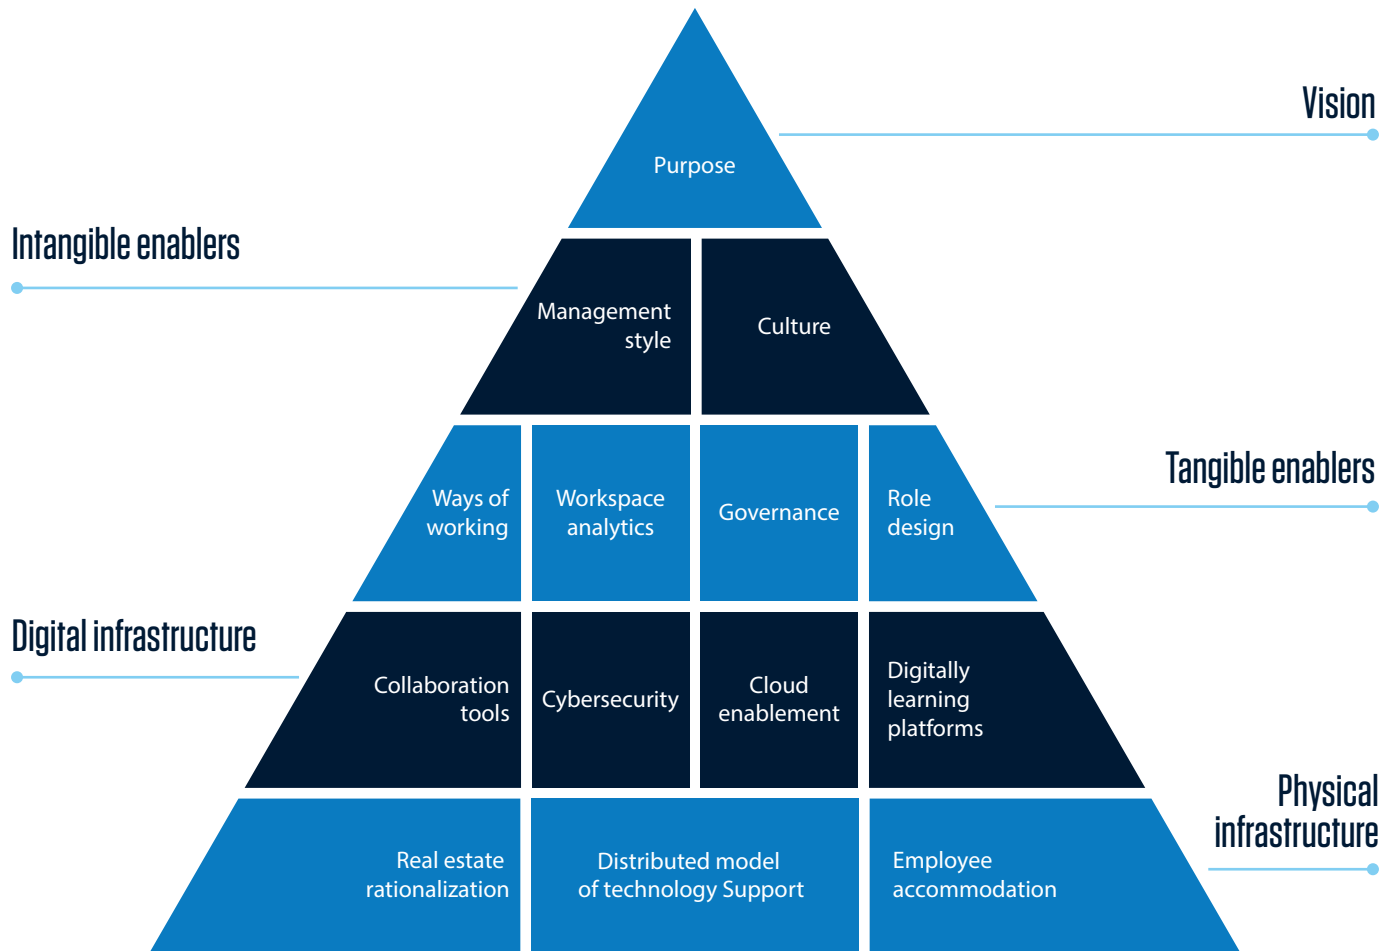 Vision
Purpose
Intangible enablers
Management
style
Culture
Tangible enablers
Ways of
working
Workspace
analytics
Governance
Role
design
Digital infrastructure
Collaboration
tools
Cybersecurity
Cloud
enablement
Digitally
learning
platforms
Physical
infrastructure
Real estate
rationalization
Distributed model
of technology Support
Employee
accommodation